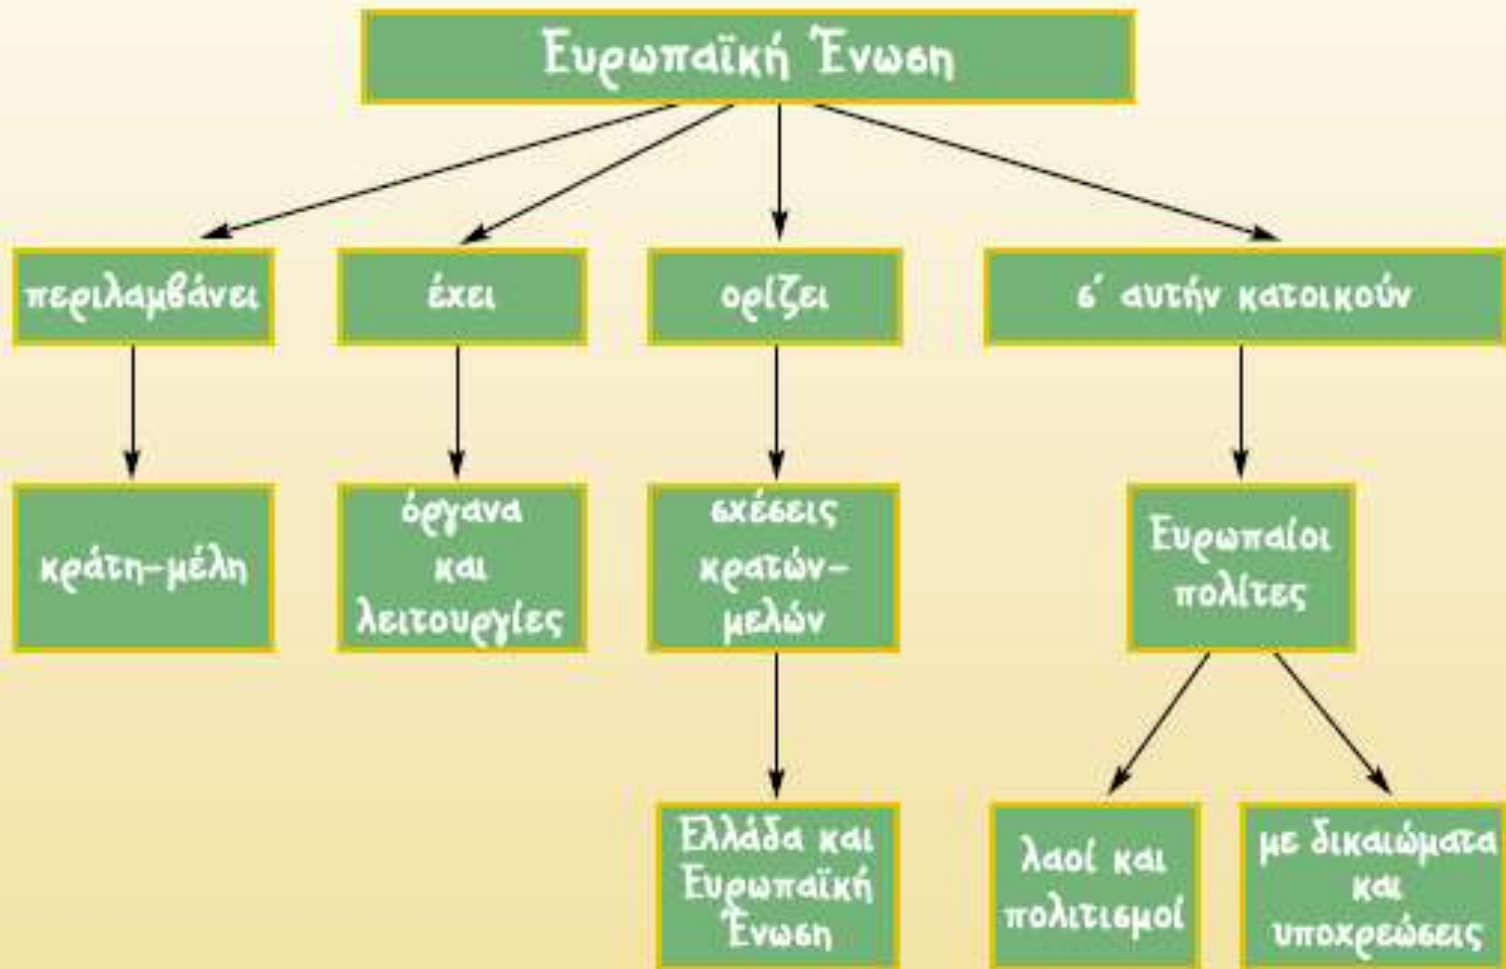 Ευρωπαϊκή Ένωση
περιλαμβάνει
έχει
ορίζει
σ' αυτήν κατοικούν
κράτη-μέλη
όργανα
και
λειτουργίες
σχέσεις
κρατών-
μελών
Ευρωπαίοι
πολίτες
Ελλάδα και
Ευρωπαϊκή
Ένωση
λαοί και
πολιτισμοί
με δικαιώματα
και
υποχρεώσεις